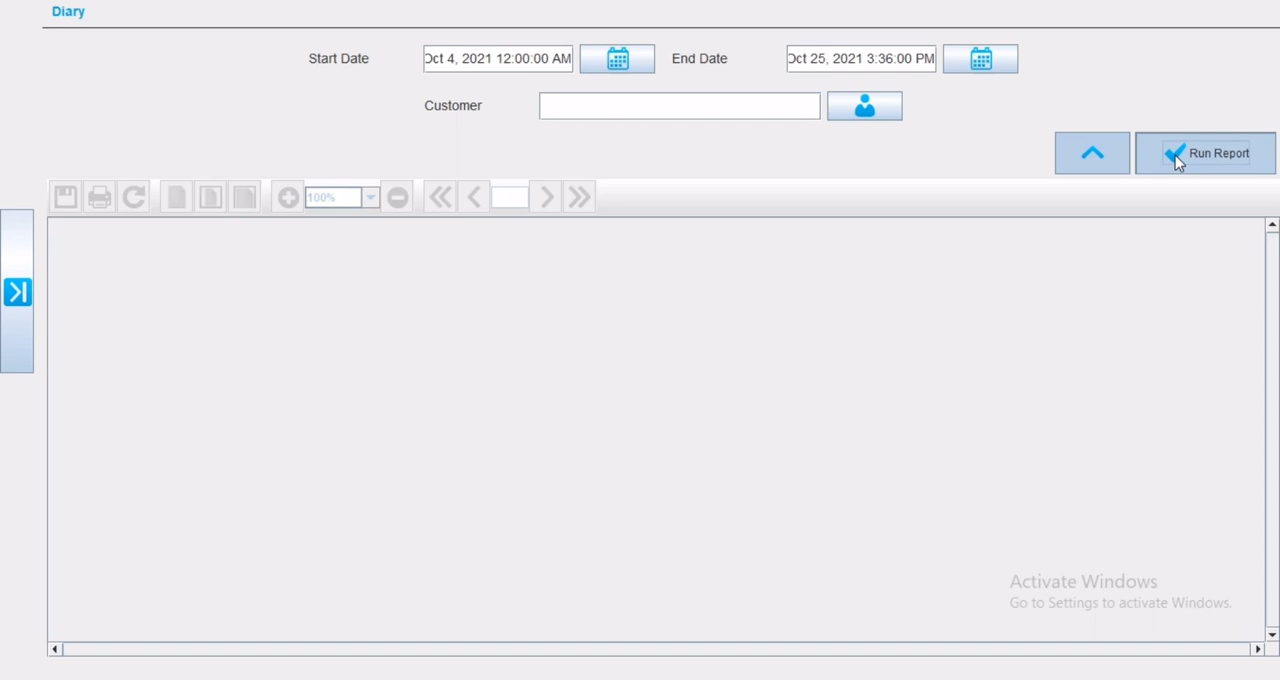 Diary
Start Date Oct 4, 2021 12:00:00 AM End Date Oct 25, 2021 3:36:00 PM
Customer
Run Report
100%
Activate Windows
Go to Settings to activate Windows.